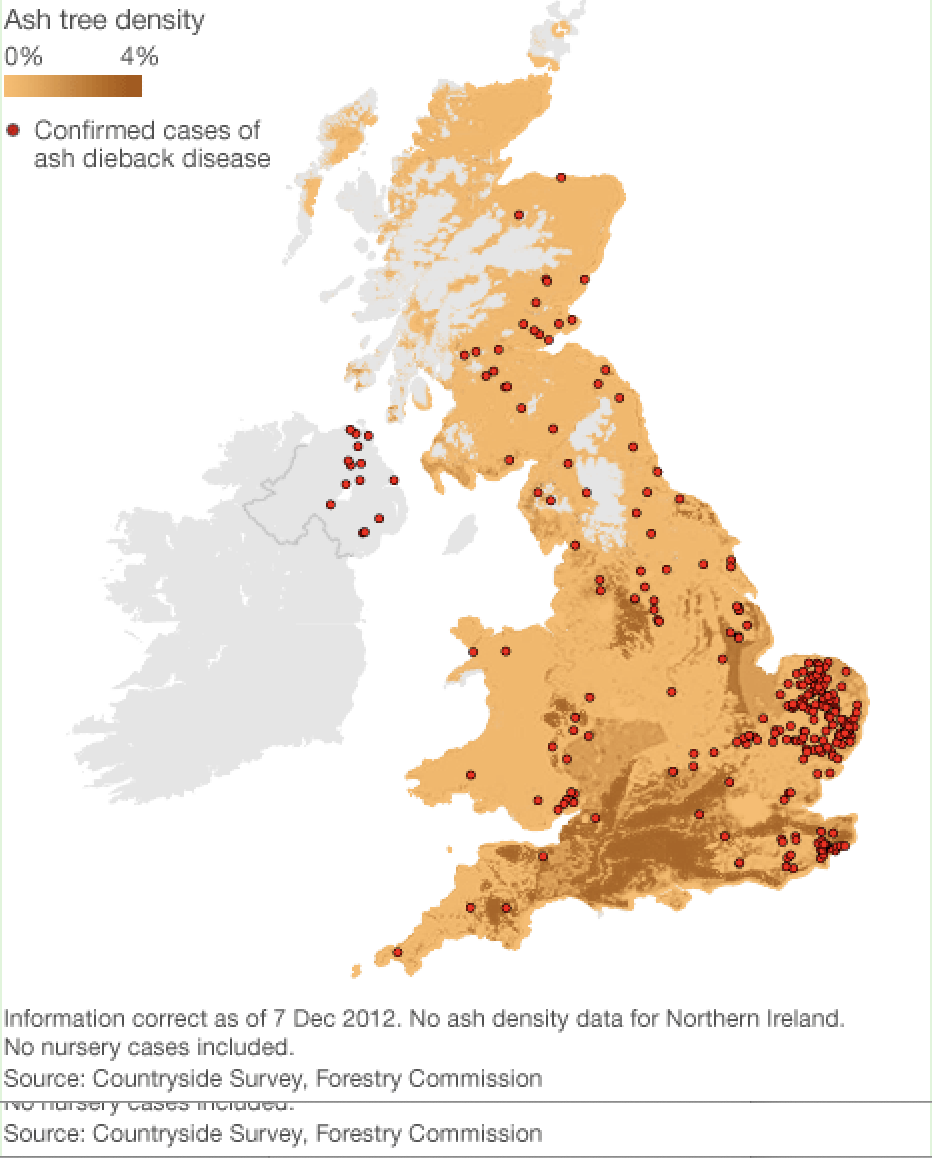 Ash tree density
0% 4%
Confirmed cases of
ash dieback disease
Information correct as of 7 Dec 2012. No ash density data for Northern Ireland.
No nursery cases included.
Source: Countryside Survey, Forestry Commission
No nursery cases included.
Source: Countryside Survey, Forestry Commission